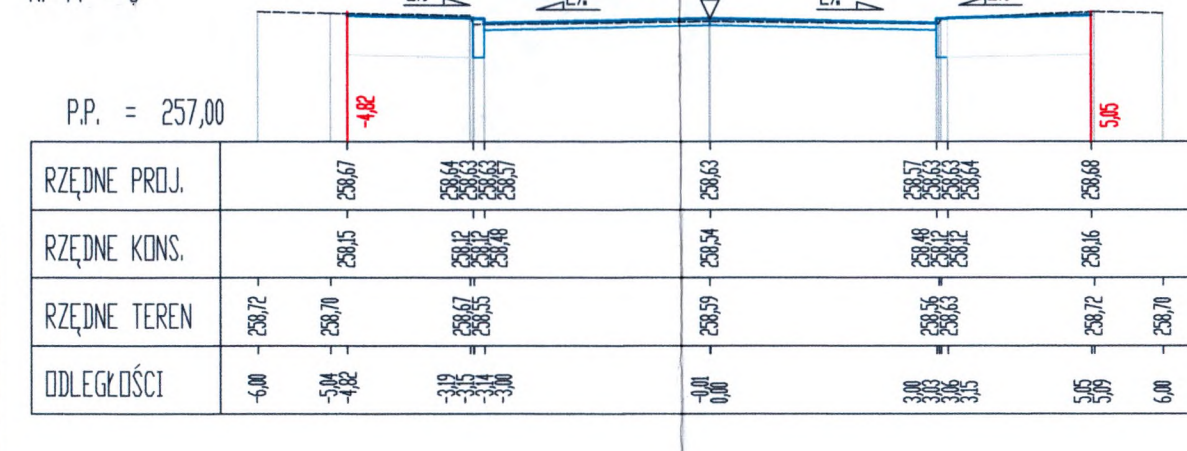 -4,82 5,05
P.P. = 257,00
RZĘDNE PROJ. 258,67 258,64 258,63 258,63 258,57 258,63 258,57 258,63 258,63 258,64 258,68
RZĘDNE KONS. 258,15 258,12 258,12 258,48 258,54 258,48 258,12 258,12 258,16
RZĘDNE TEREN 258,72 258,70 258,67 258,55 258,59 258,56 258,63 258,72 258,70
ODLEGŁOŚCI -6,00 -5,04 -4,82 -3,19 -3,15 -3,14 -3,00 -0,01 0,00 3,00 3,03 3,06 3,15 5,05 5,09 6,00